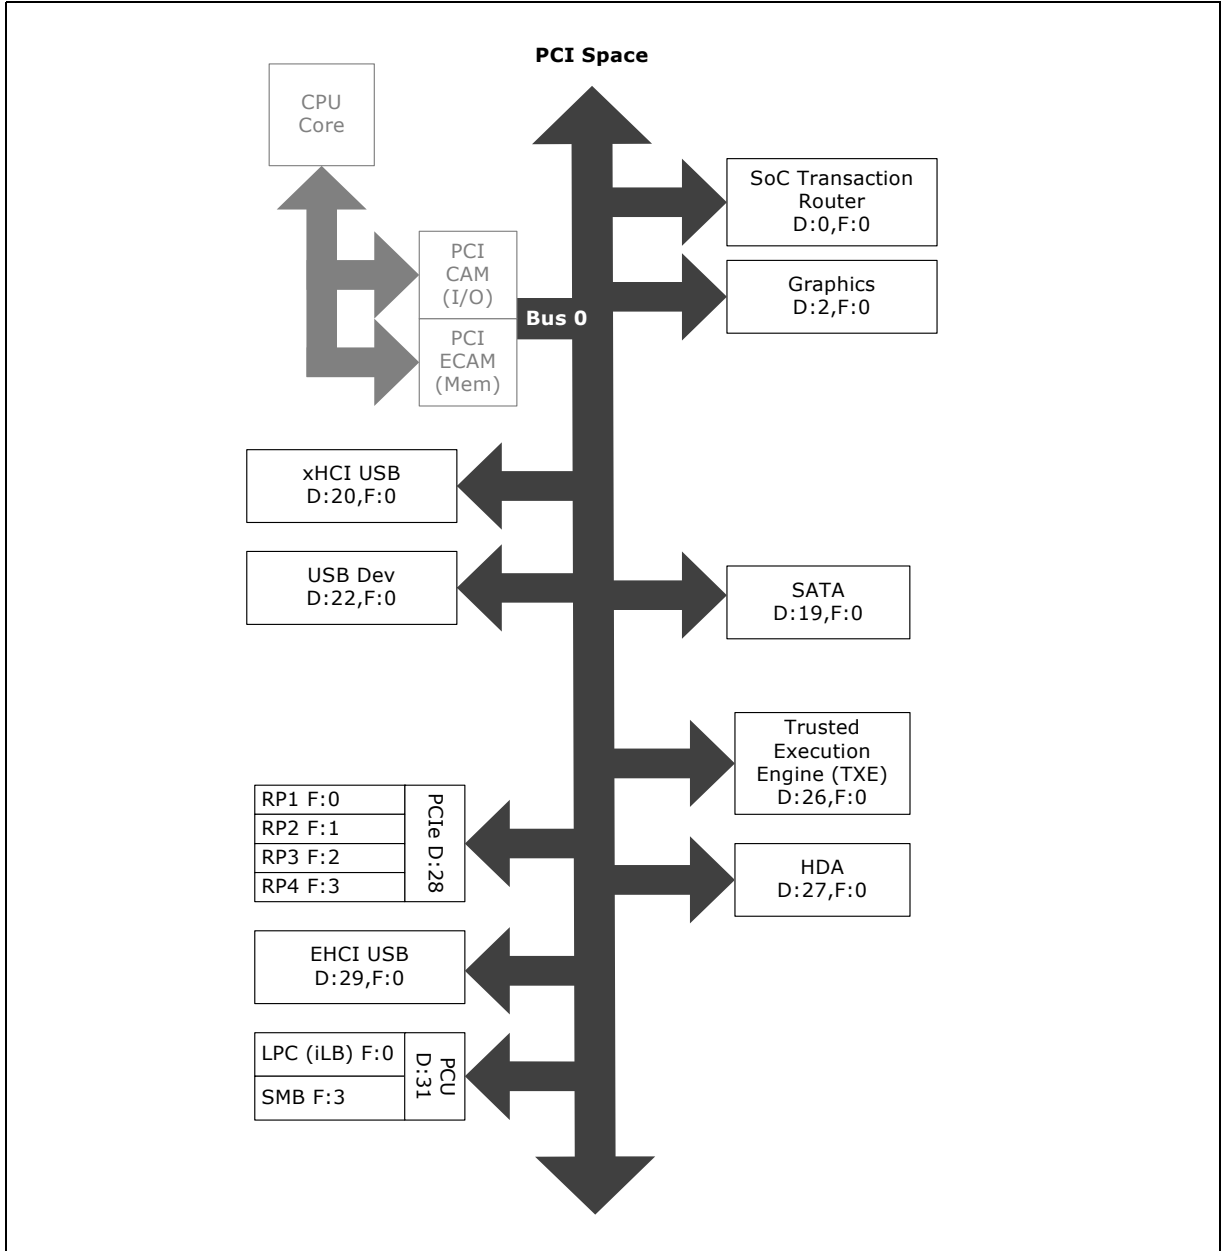 PCI Space
CPU
Core
SoC Transaction
Router
D:0,F:0
PCI
CAM
(I/O)
Graphics
D:2,F:0
Bus 0
PCI
ECAM
(Mem)
xHCI USB
D:20,F:0
USB Dev
D:22,F:0
SATA
D:19,F:0
Trusted
Execution
Engine (TXE)
D:26,F:0
RP1 F:0
RP2 F:1
RP3 F:2
RP4 F:3
PCIe D:28
HDA
D:27,F:0
EHCI USB
D:29,F:0
LPC (iLB) F:0
SMB F:3
PCU
D:31